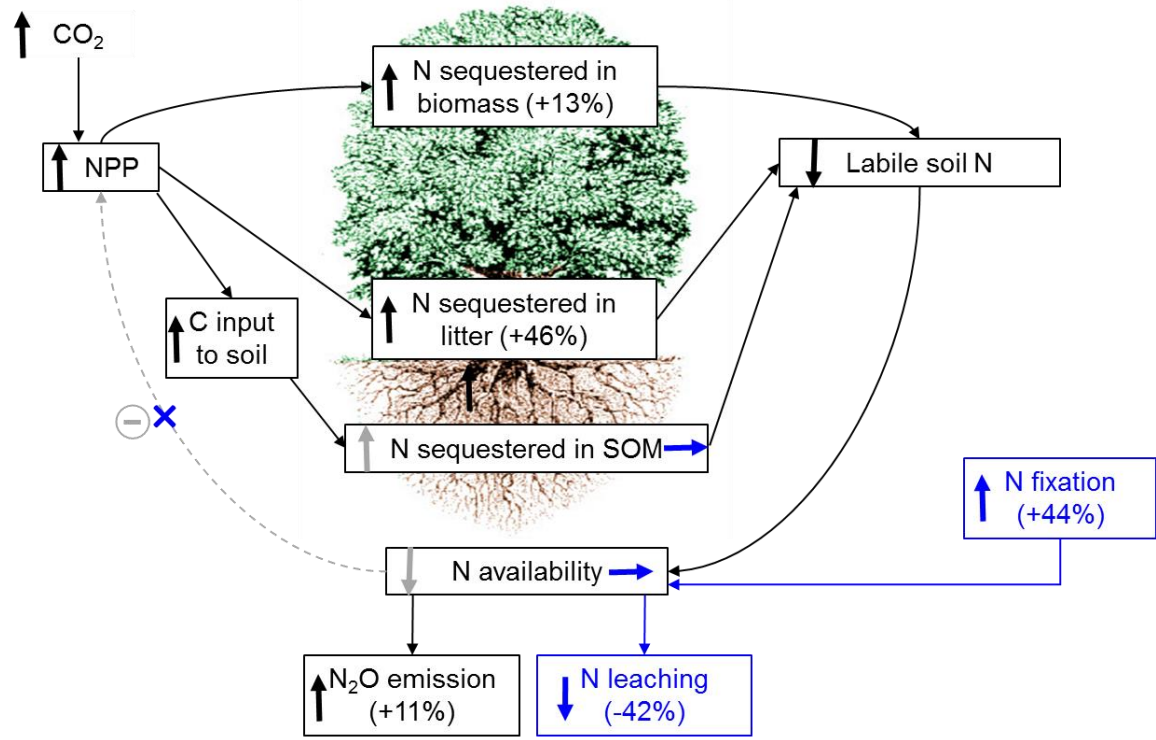 CO₂
N sequestered in
biomass (+13%)
NPP
Labile soil N
C input
to soil
N sequestered in
litter (+46%)
N sequestered in SOM
N fixation
(+44%)
N availability
N₂O emission
(+11%)
N leaching
(-42%)